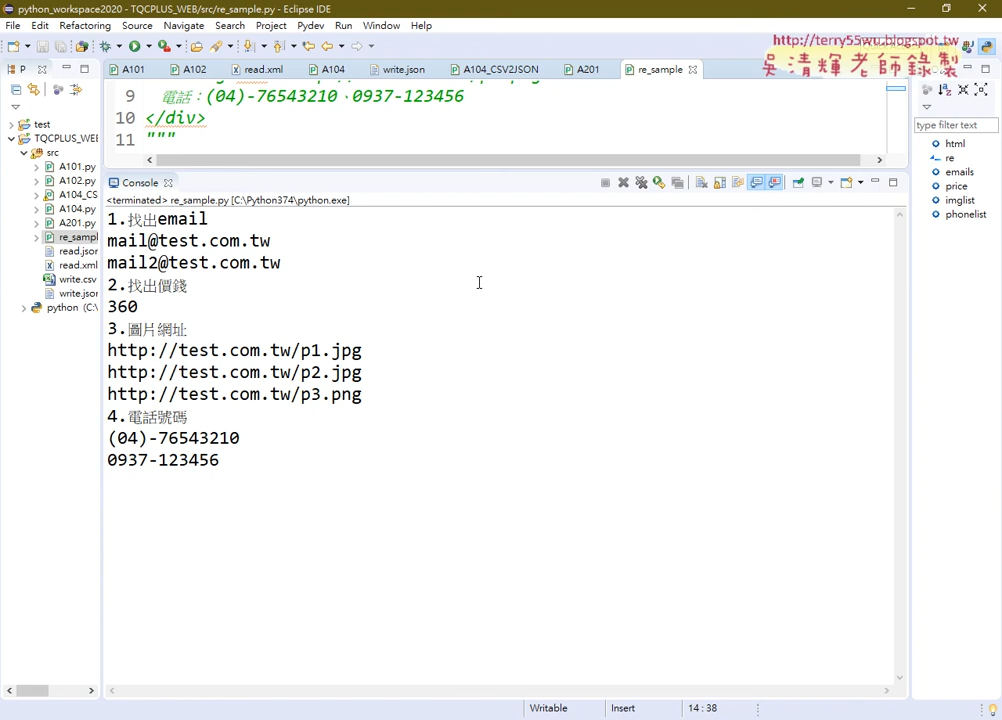 python_workspace2020 - TQCPLUS_WEB/src/re_sample.py - Eclipse IDE
File Edit Refactoring Source Navigate Search Project Pydev Run Window Help
http://terry55wu.blogspot.tw
吳清輝老師錄製
P
A101
A102
read.xml
A104
write.json
A104_CSV2JSON
A201
re_sample
9 電話：(04)-76543210、0937-123456
10 </div>
11 """
test
TQCPLUS_WEB
src
A101.py
A102.py
A104_CS
A104.py
A201.py
re_sampl
read.json
read.xml
write.csv
write.json
python (C:\
Console
<terminated> re_sample.py [C:\Python374\python.exe]
1.找出email
mail@test.com.tw
mail2@test.com.tw
2.找出價錢
360
3.圖片網址
http://test.com.tw/p1.jpg
http://test.com.tw/p2.jpg
http://test.com.tw/p3.png
4.電話號碼
(04)-76543210
0937-123456
type filter text
html
re
emails
price
imglist
phonelist
Writable
Insert
14 : 38